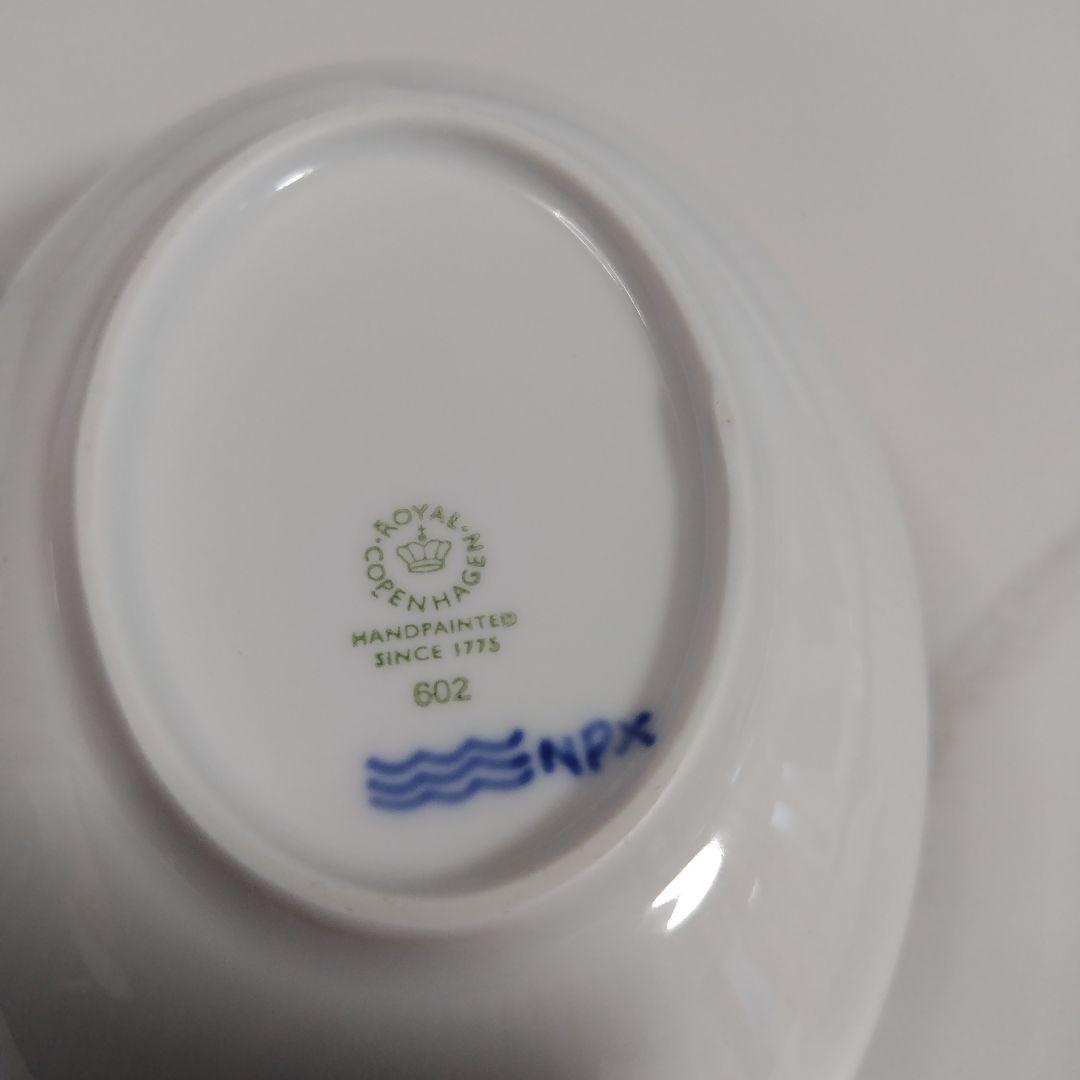 ROYAL COPENHAGEN
HANDPAINTED
SINCE 1775
602
NPX